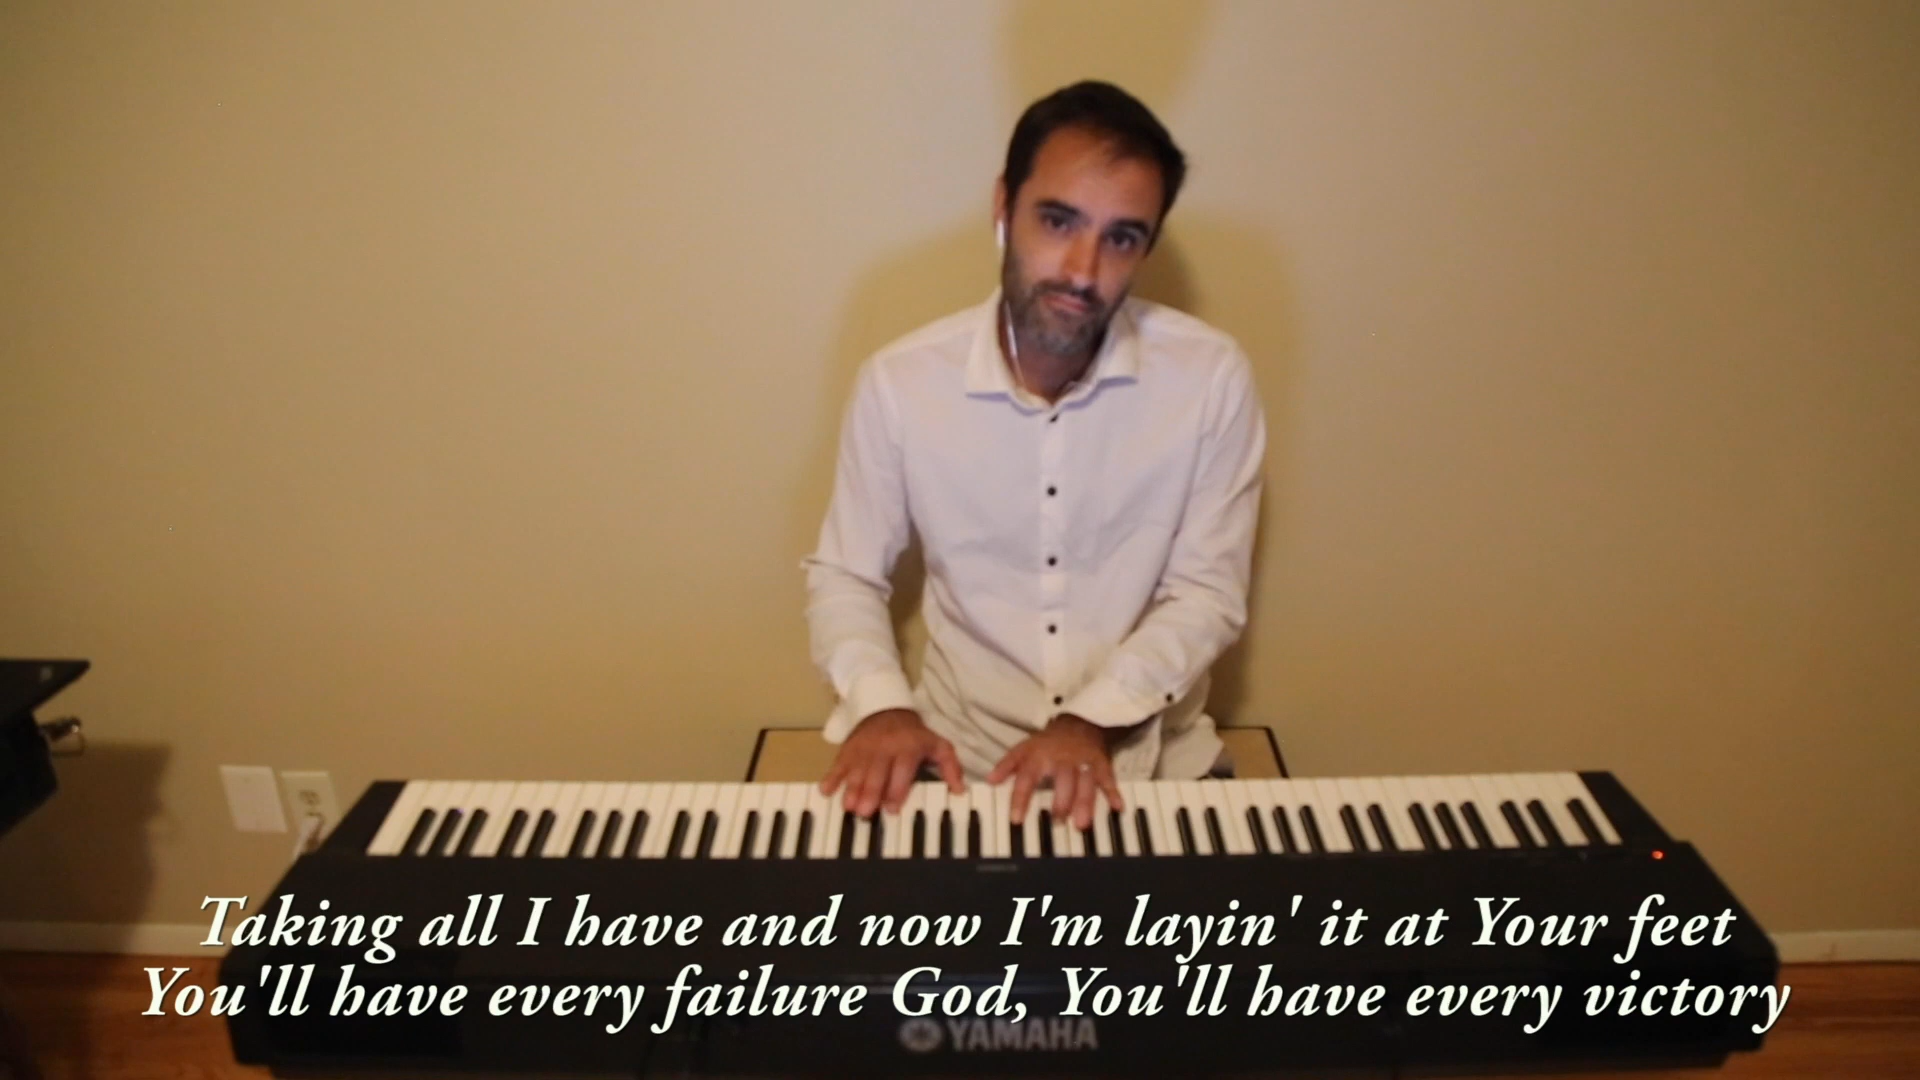 Taking all I have and now I'm layin' it at Your feet
You'll have every failure God, You'll have every victory
YAMAHA